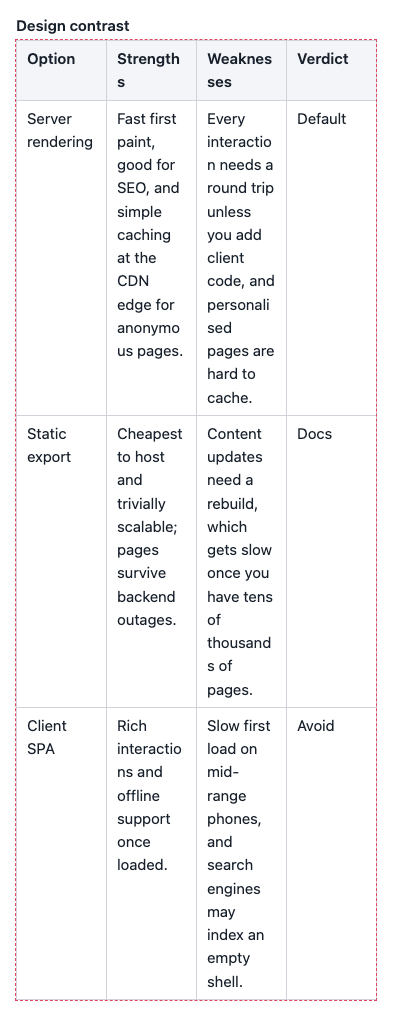 Design contrast
Option
Strength
s
Weaknes
ses
Verdict
Server
rendering
Fast first
paint,
good for
SEO, and
simple
caching
at the
CDN
edge for
anonymo
us pages.
Every
interactio
n needs a
round trip
unless
you add
client
code, and
personali
sed
pages are
hard to
cache.
Default
Static
export
Cheapest
to host
and
trivially
scalable;
pages
survive
backend
outages.
Content
updates
need a
rebuild,
which
gets slow
once you
have tens
of
thousand
s of
pages.
Docs
Client
SPA
Rich
interactio
ns and
offline
support
once
loaded.
Slow first
load on
mid-
range
phones,
and
search
engines
may
index an
empty
shell.
Avoid